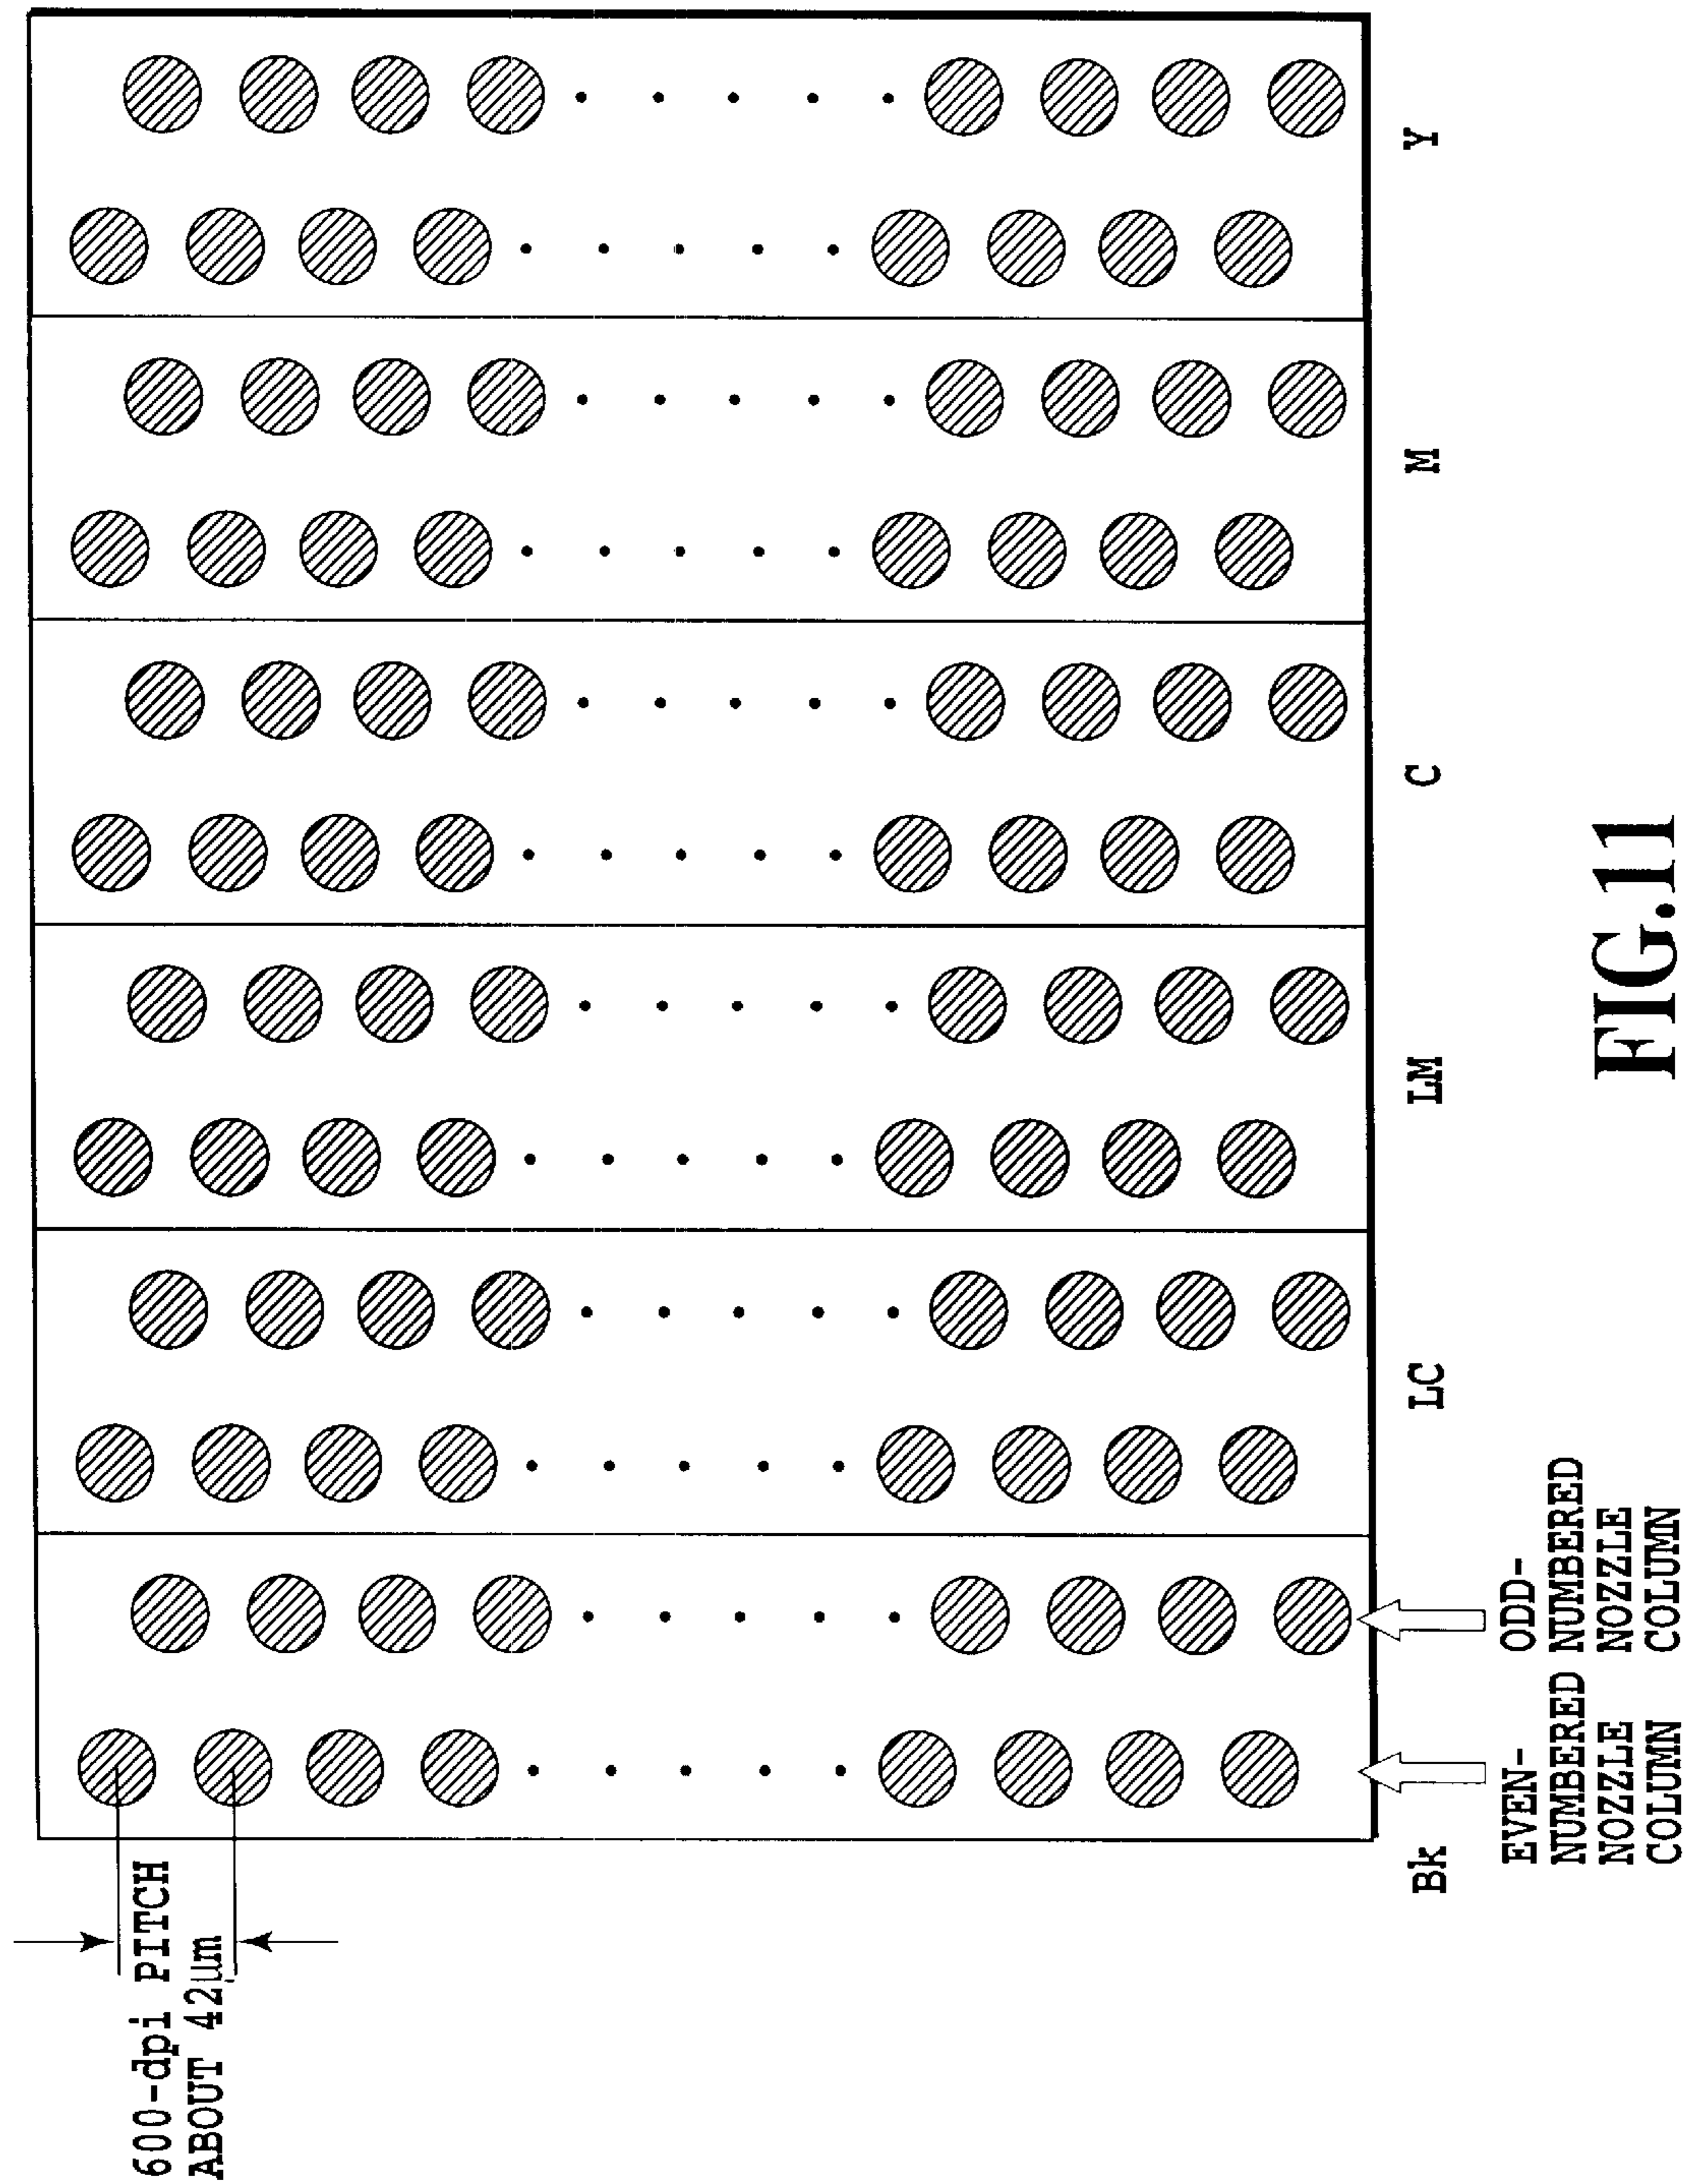 600-dpi PITCH
ABOUT 42μm
Bk
LC
LM
C
M
Y
EVEN-
NUMBERED
NOZZLE
COLUMN
ODD-
NUMBERED
NOZZLE
COLUMN
FIG.11